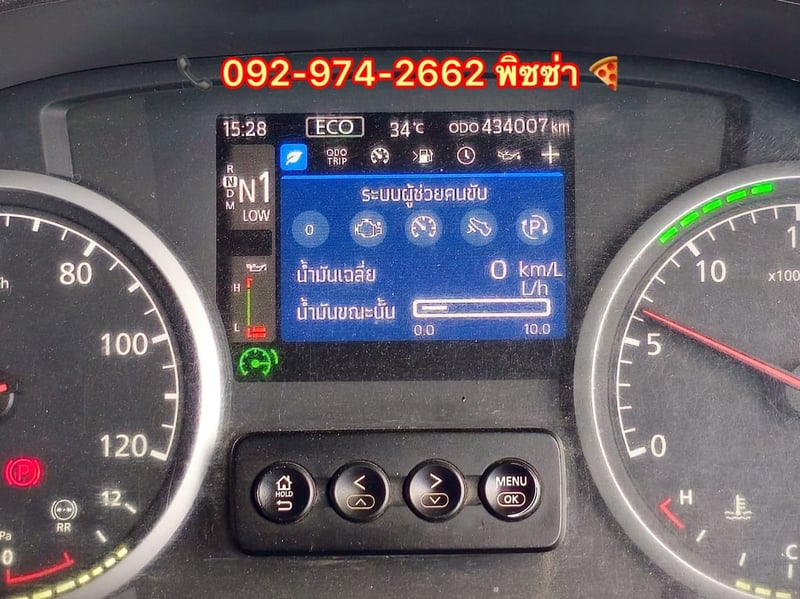 092-974-2662 พิซซ่า
15:28 ECO 34°C ODO 434007 km
ODO TRIP
R
N
D
M
N1
LOW
ระบบผู้ช่วยคนขับ
0
P
น้ำมันเฉลี่ย 0 km/L
L/h
น้ำมันขณะนั้น
0.0 10.0
H
L
80
100
120
P
RR
12
0
10
x100
5
0
H
C
HOLD
MENU
OK